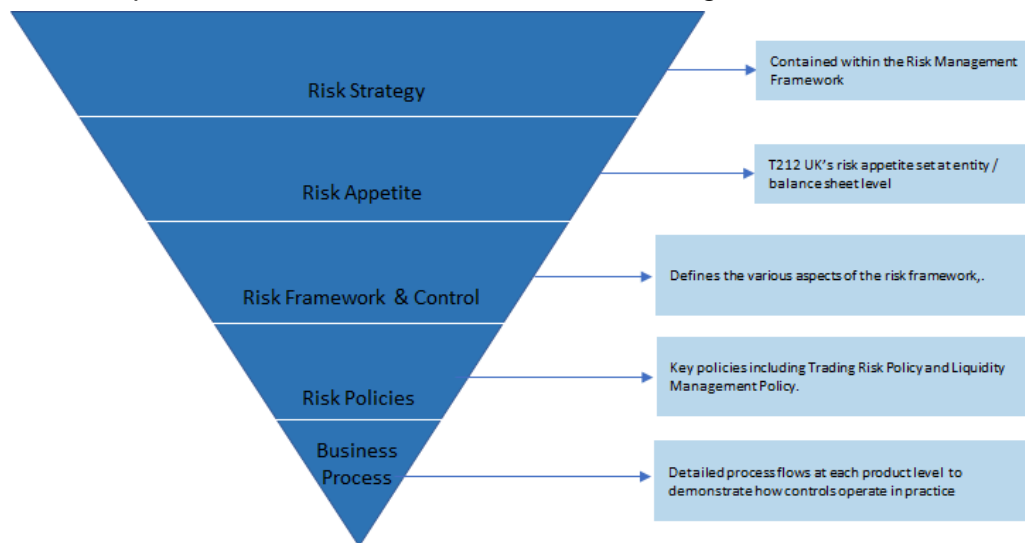 Risk Strategy
Contained within the Risk Management
Framework
Risk Appetite
T212 UK's risk appetite set at entity /
balance sheet level
Risk Framework & Control
Defines the various aspects of the risk framework,.
Risk Policies
Key policies including Trading Risk Policy and Liquidity
Management Policy.
Business
Process
Detailed process flows at each product level to
demonstrate how controls operate in practice